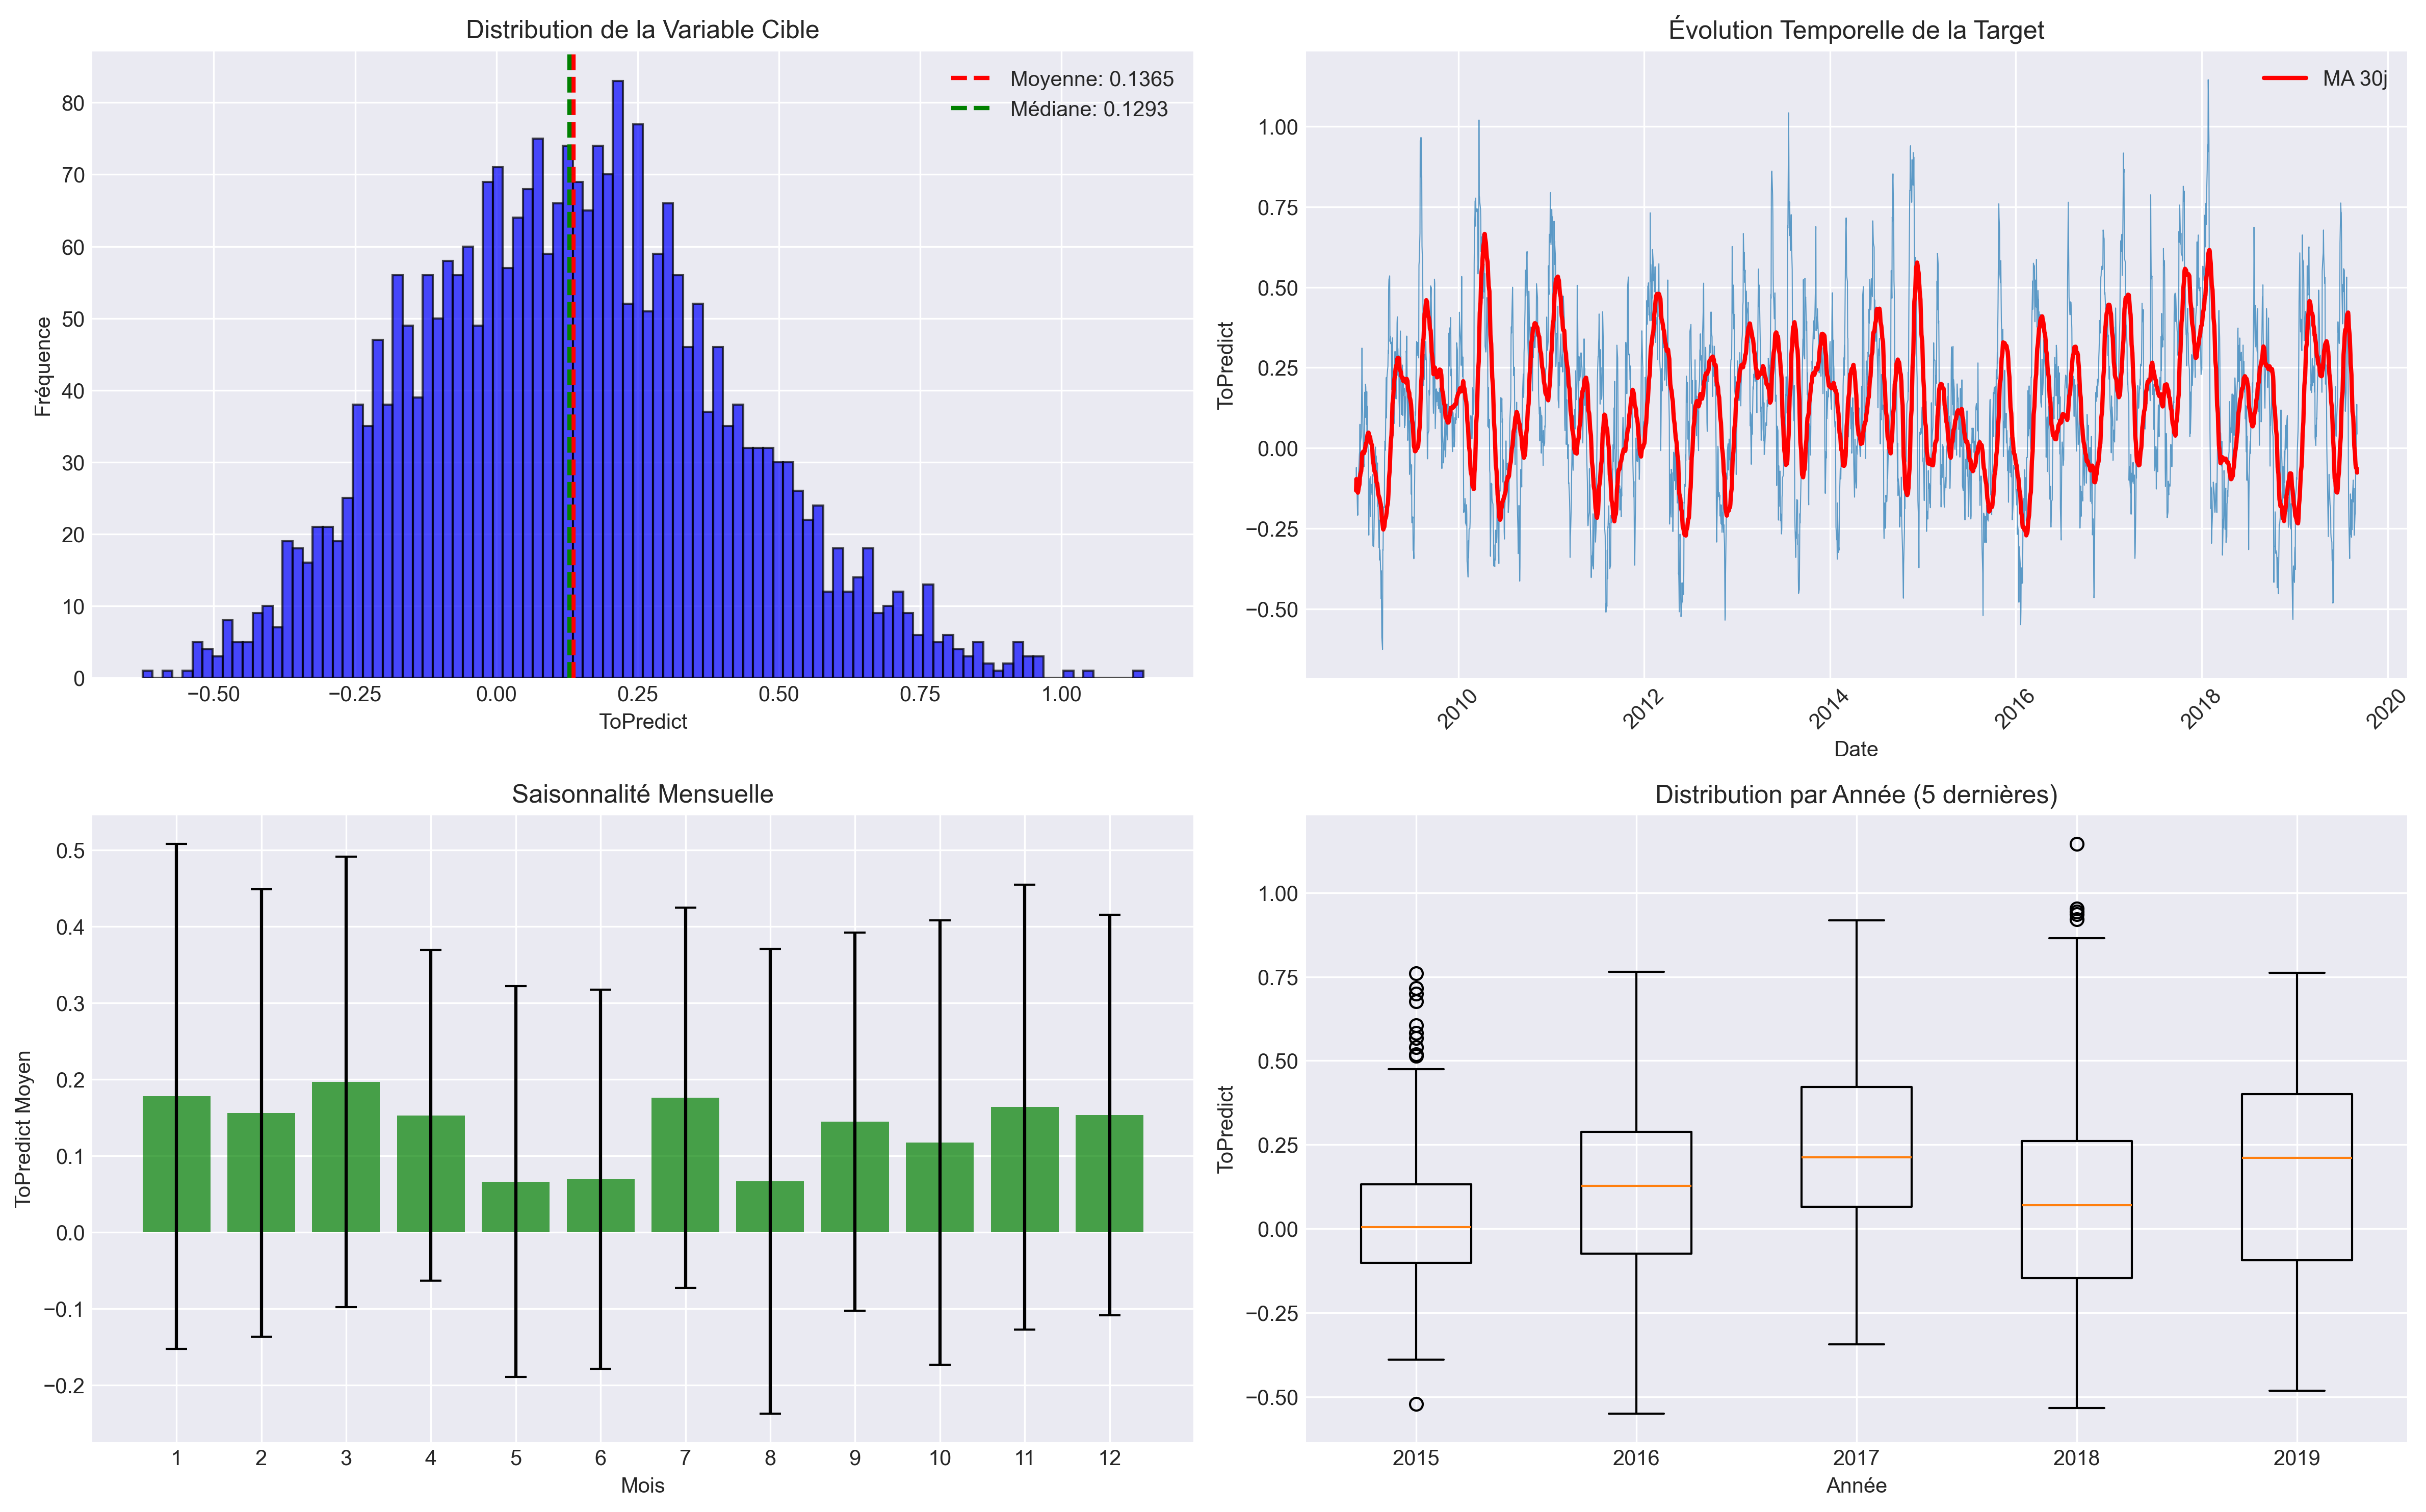 Distribution de la Variable Cible
Moyenne: 0.1365
Médiane: 0.1293
Fréquence
80
70
60
50
40
30
20
10
0
−0.50 −0.25 0.00 0.25 0.50 0.75 1.00
ToPredict
Évolution Temporelle de la Target
MA 30j
ToPredict
1.00
0.75
0.50
0.25
0.00
−0.25
−0.50
2010 2012 2014 2016 2018 2020
Date
Saisonnalité Mensuelle
ToPredict Moyen
0.5
0.4
0.3
0.2
0.1
0.0
−0.1
−0.2
1 2 3 4 5 6 7 8 9 10 11 12
Mois
Distribution par Année (5 dernières)
ToPredict
1.00
0.75
0.50
0.25
0.00
−0.25
−0.50
2015 2016 2017 2018 2019
Année